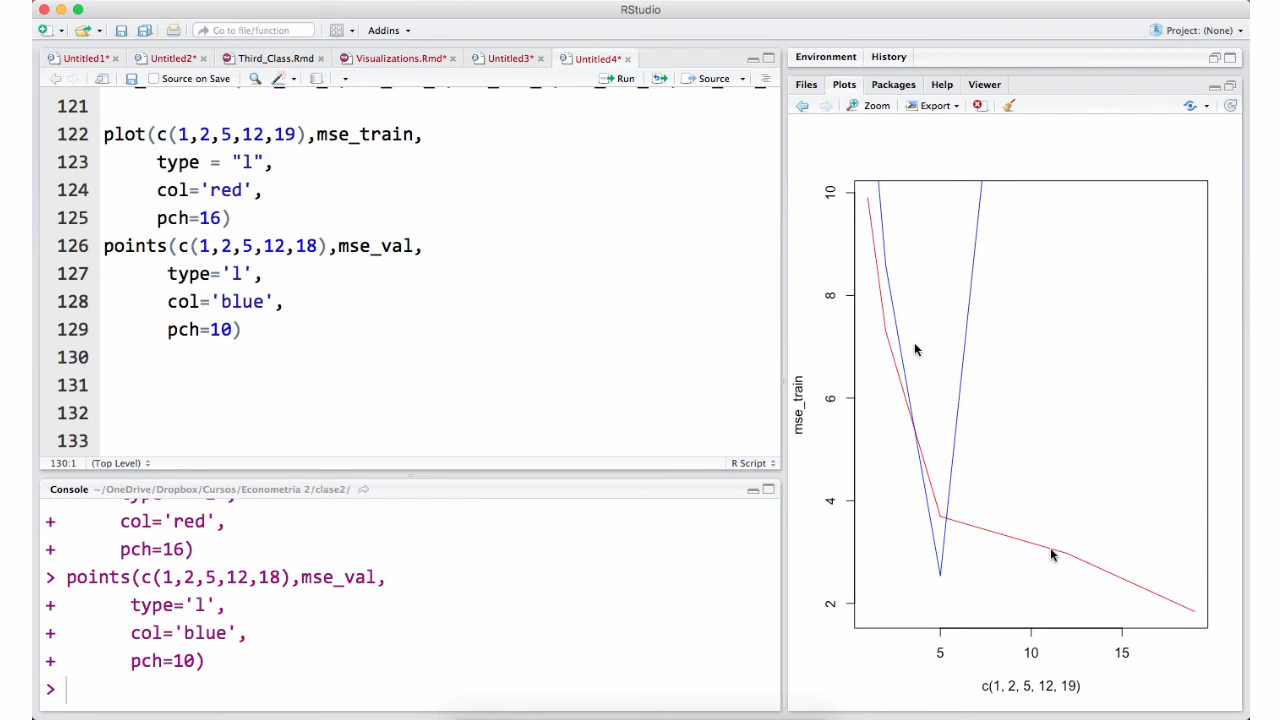 RStudio
Go to file/function
Addins
Project: (None)
Untitled1* × Untitled2* × Third_Class.Rmd × Visualizations.Rmd* × Untitled3* × Untitled4* ×
Source on Save
Run
Source
121
122 plot(c(1,2,5,12,19),mse_train,
123 type = "l",
124 col='red',
125 pch=16)
126 points(c(1,2,5,12,18),mse_val,
127 type='l',
128 col='blue',
129 pch=10)
130
131
132
133
130:1 (Top Level) R Script
Console ~/OneDrive/Dropbox/Cursos/Econometria 2/clase2/
+ col='red',
+ pch=16)
> points(c(1,2,5,12,18),mse_val,
+ type='l',
+ col='blue',
+ pch=10)
>
Environment History
Files Plots Packages Help Viewer
Zoom Export
10
8
6
4
2
mse_train
5 10 15
c(1, 2, 5, 12, 19)